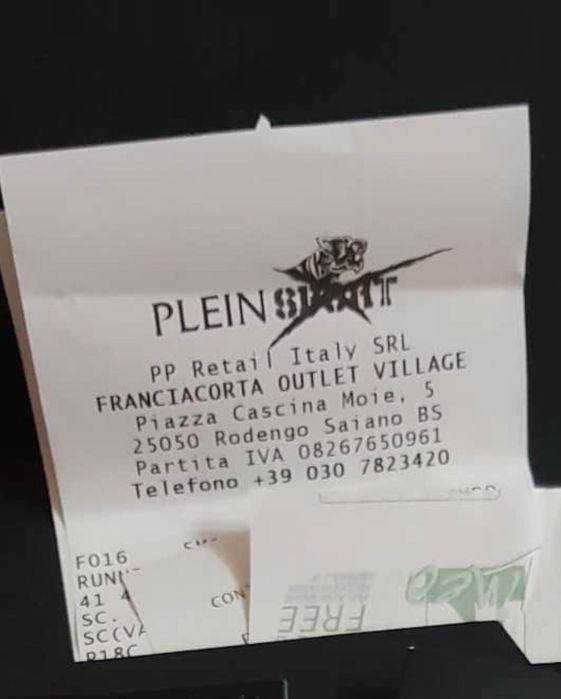 PLEIN SPORT
PP Retail Italy SRL
FRANCIACORTA OUTLET VILLAGE
Piazza Cascina Moie, 5
25050 Rodengo Saiano BS
Partita IVA 08267650961
Telefono +39 030 7823420
F016
41
SC.
FREE